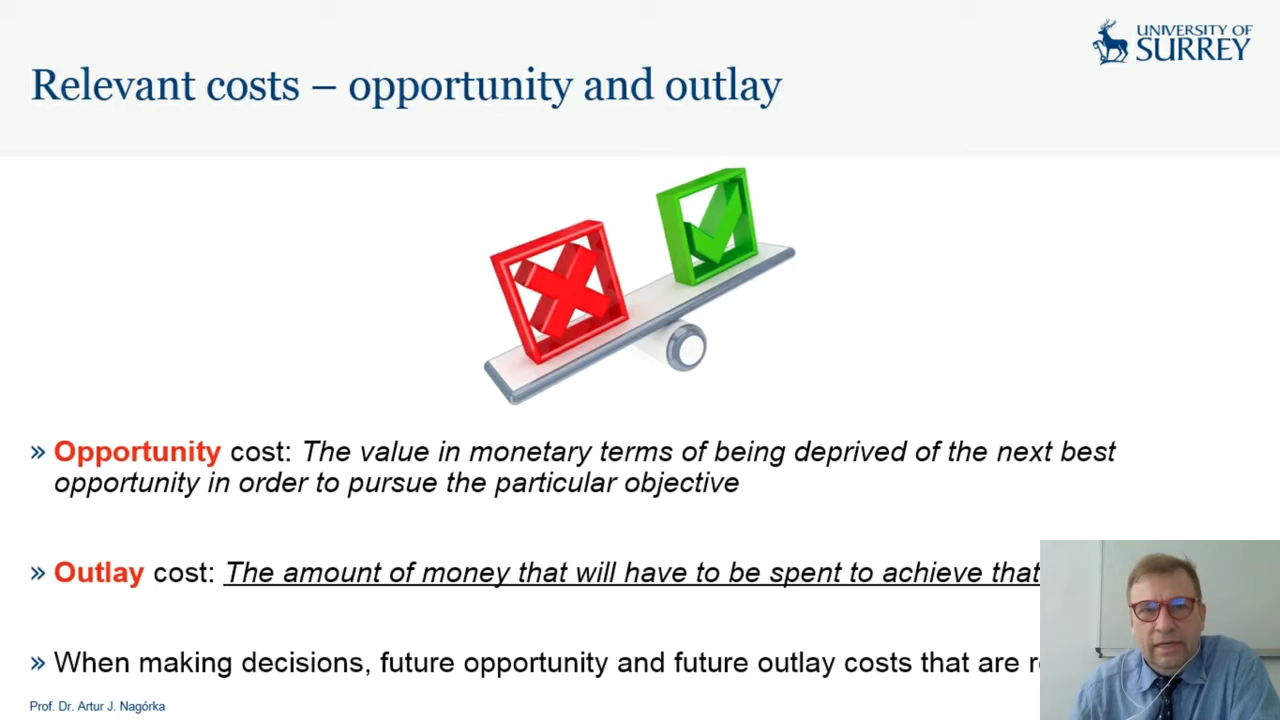 UNIVERSITY OF
SURREY
Relevant costs – opportunity and outlay
» Opportunity cost: The value in monetary terms of being deprived of the next best
opportunity in order to pursue the particular objective
» Outlay cost: The amount of money that will have to be spent to achieve that
» When making decisions, future opportunity and future outlay costs that are
Prof. Dr. Artur J. Nagórka